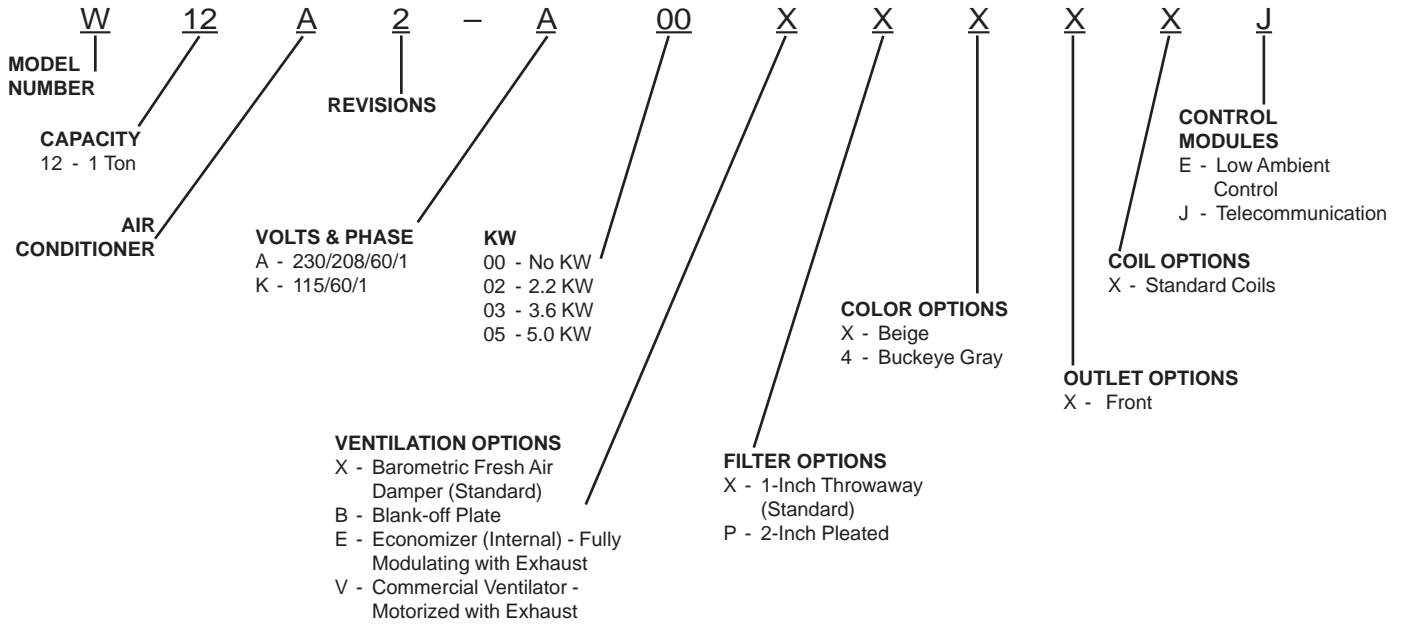 W 12 A 2 – A 00 X X X X X J
MODEL
NUMBER
CAPACITY
12 - 1 Ton
AIR
CONDITIONER
REVISIONS
VOLTS & PHASE
A - 230/208/60/1
K - 115/60/1
KW
00 - No KW
02 - 2.2 KW
03 - 3.6 KW
05 - 5.0 KW
VENTILATION OPTIONS
X - Barometric Fresh Air
Damper (Standard)
B - Blank-off Plate
E - Economizer (Internal) - Fully
Modulating with Exhaust
V - Commercial Ventilator -
Motorized with Exhaust
FILTER OPTIONS
X - 1-Inch Throwaway
(Standard)
P - 2-Inch Pleated
COLOR OPTIONS
X - Beige
4 - Buckeye Gray
OUTLET OPTIONS
X - Front
COIL OPTIONS
X - Standard Coils
CONTROL
MODULES
E - Low Ambient
Control
J - Telecommunication